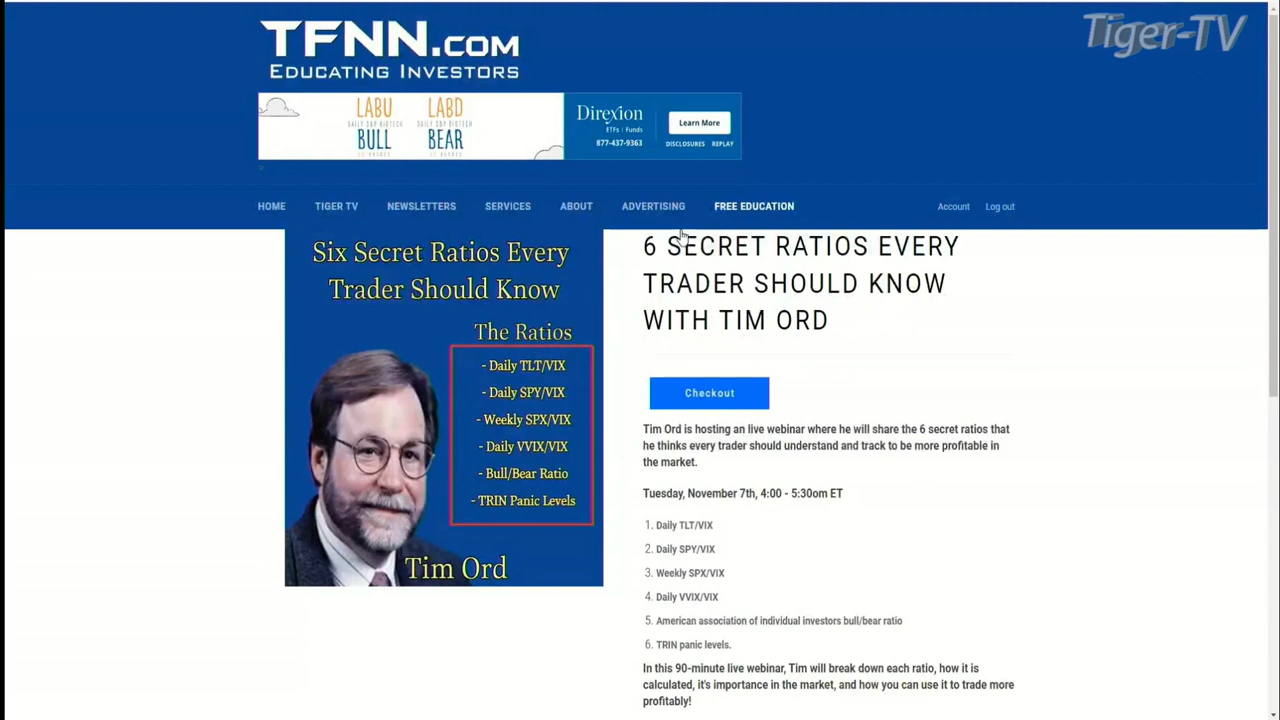 TFNN.COM
EDUCATING INVESTORS
Tiger-TV
LABU LABD
DAILY S&P BIOTECH DAILY S&P BIOTECH
BULL BEAR
Direxion
ETFs | Funds
877-437-9363
Learn More
DISCLOSURES REPLAY
HOME TIGER TV NEWSLETTERS SERVICES ABOUT ADVERTISING FREE EDUCATION Account Log out
Six Secret Ratios Every
Trader Should Know
The Ratios
- Daily TLT/VIX
- Daily SPY/VIX
- Weekly SPX/VIX
- Daily VVIX/VIX
- Bull/Bear Ratio
- TRIN Panic Levels
Tim Ord
6 SECRET RATIOS EVERY
TRADER SHOULD KNOW
WITH TIM ORD
Checkout
Tim Ord is hosting an live webinar where he will share the 6 secret ratios that
he thinks every trader should understand and track to be more profitable in
the market.
Tuesday, November 7th, 4:00 - 5:30om ET
1. Daily TLT/VIX
2. Daily SPY/VIX
3. Weekly SPX/VIX
4. Daily VVIX/VIX
5. American association of individual investors bull/bear ratio
6. TRIN panic levels.
In this 90-minute live webinar, Tim will break down each ratio, how it is
calculated, it's importance in the market, and how you can use it to trade more
profitably!